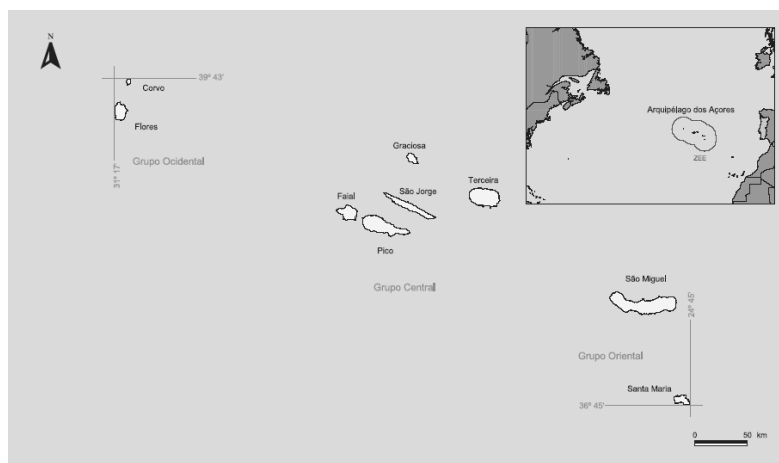 N
39º 43'
Corvo
Flores
31º 17'
Grupo Ocidental
Graciosa
Terceira
São Jorge
Faial
Pico
Grupo Central
Arquipélago dos Açores
ZEE
São Miguel
24º 45'
Grupo Oriental
Santa Maria
36º 45'
0 50 km